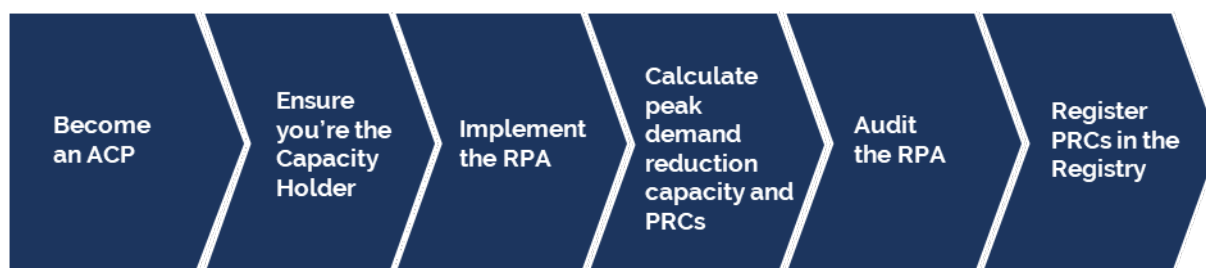 Become
an ACP
Ensure
you're the
Capacity
Holder
Implement
the RPA
Calculate
peak
demand
reduction
capacity and
PRCs
Audit
the RPA
Register
PRCs in the
Registry